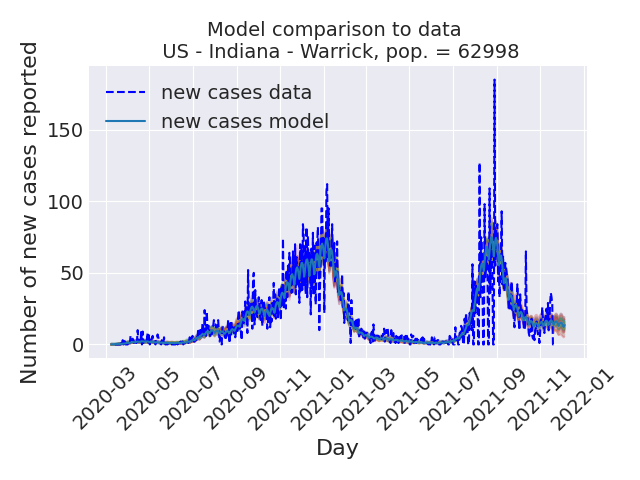 Model comparison to data
US - Indiana - Warrick, pop. = 62998
new cases data
new cases model
Number of new cases reported
150
100
50
0
2020-03
2020-05
2020-07
2020-09
2020-11
2021-01
2021-03
2021-05
2021-07
2021-09
2021-11
2022-01
Day